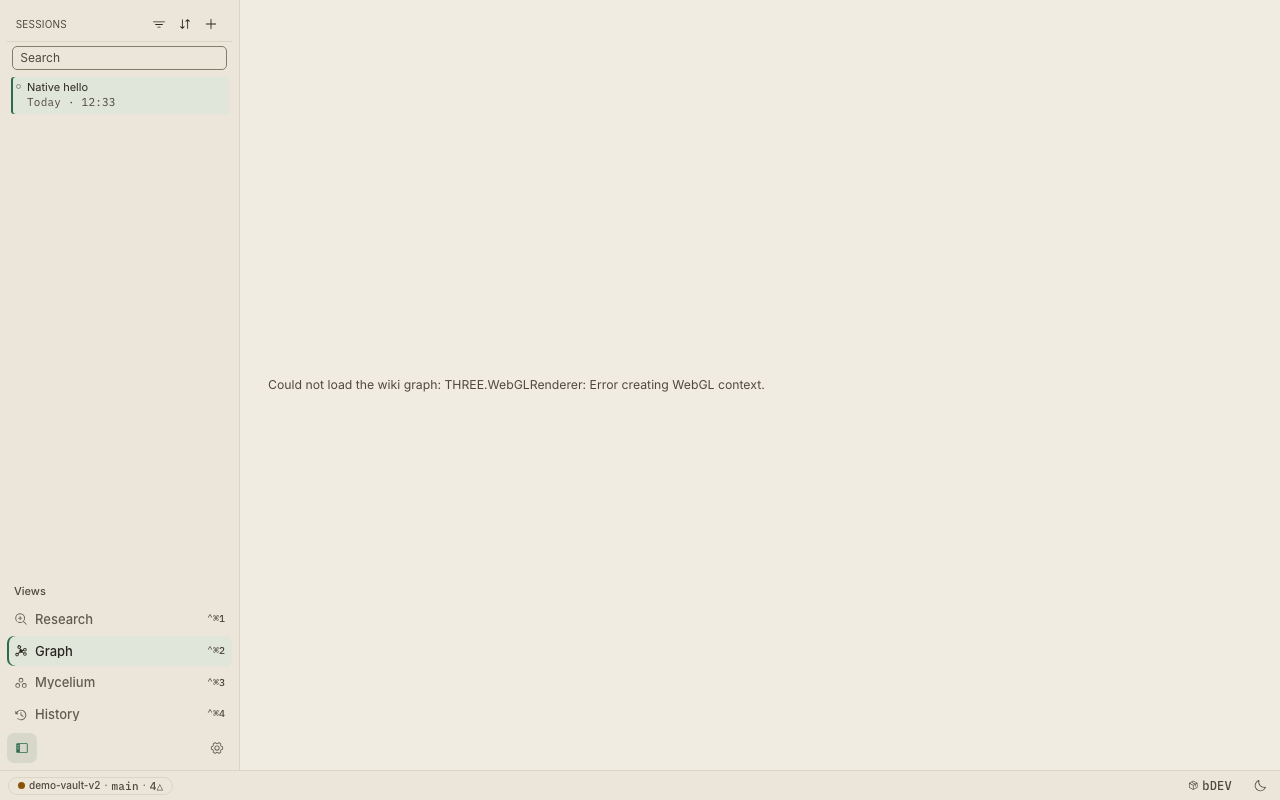 SESSIONS
Search
Native hello
Today · 12:33
Could not load the wiki graph: THREE.WebGLRenderer: Error creating WebGL context.
Views
Research ^⌘1
Graph ^⌘2
Mycelium ^⌘3
History ^⌘4
demo-vault-v2 · main · 4△
bDEV